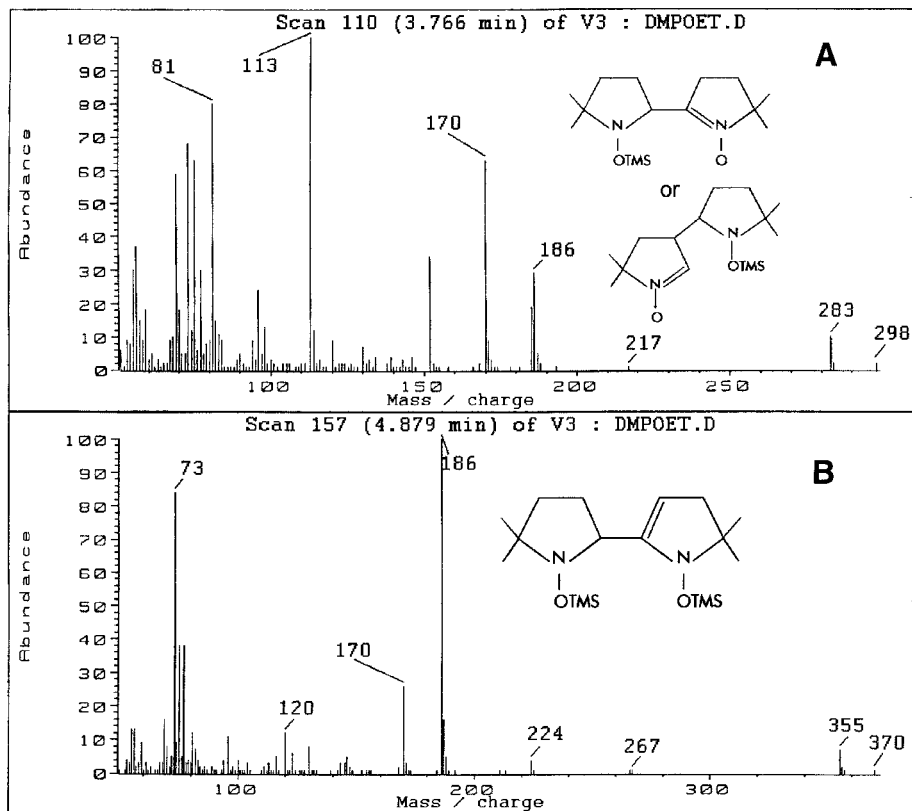 Scan 110 (3.766 min) of V3 : DMPOET.D
A
Abundance
100
90
80
70
60
50
40
30
20
10
0
81
113
170
186
217
283
298
N
OTMS
N
O
or
N
OTMS
N
O
100
150
200
250
Mass / charge
Scan 157 (4.879 min) of V3 : DMPOET.D
B
Abundance
100
90
80
70
60
50
40
30
20
10
0
73
120
170
186
224
267
355
370
N
OTMS
N
OTMS
100
200
300
Mass / charge